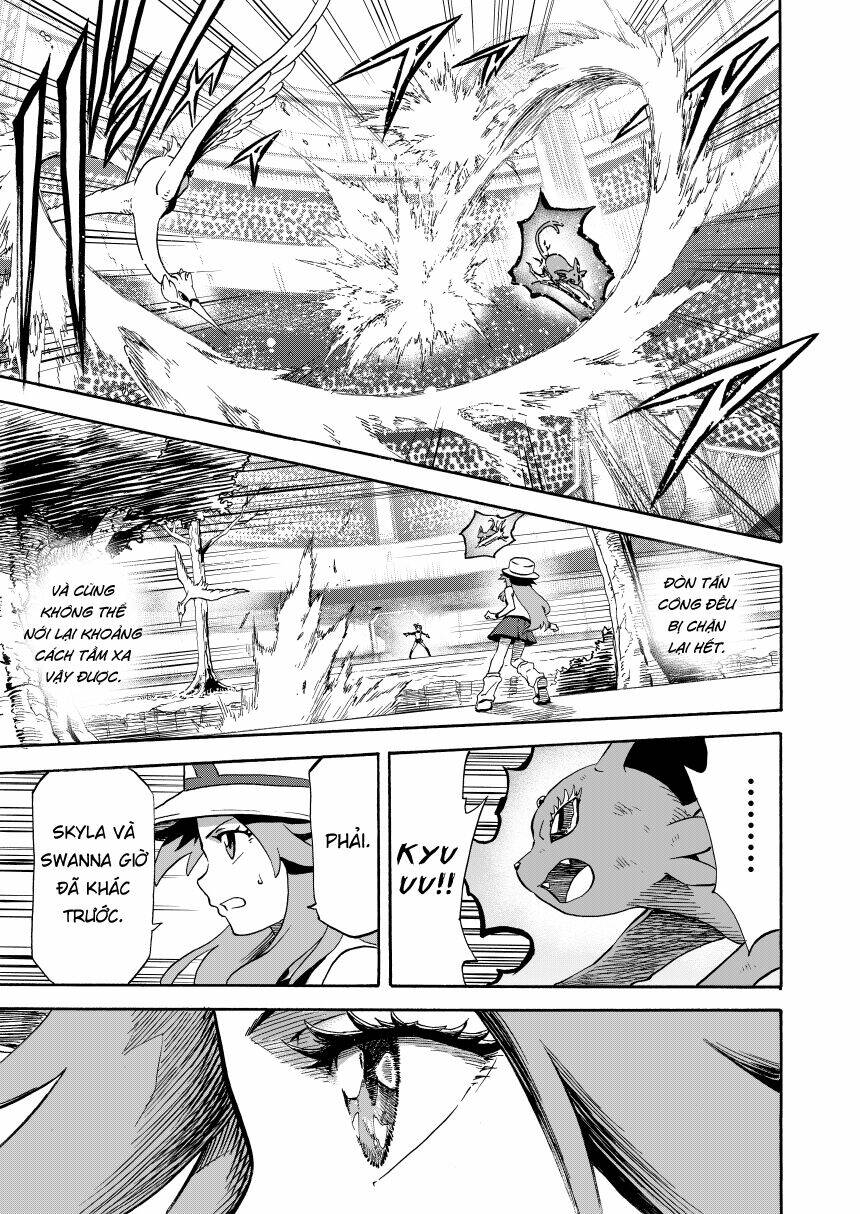 ĐÒN TẤN
CÔNG ĐỀU
BỊ CHẶN
LẠI HẾT.
VÀ CŨNG
KHÔNG THỂ
NỚI LẠI KHOẢNG
CÁCH TẦM XA
VẬY ĐƯỢC.
........
KYU
UU!!
PHẢI.
SKYLA VÀ
SWANNA GIỜ
ĐÃ KHÁC
TRƯỚC.